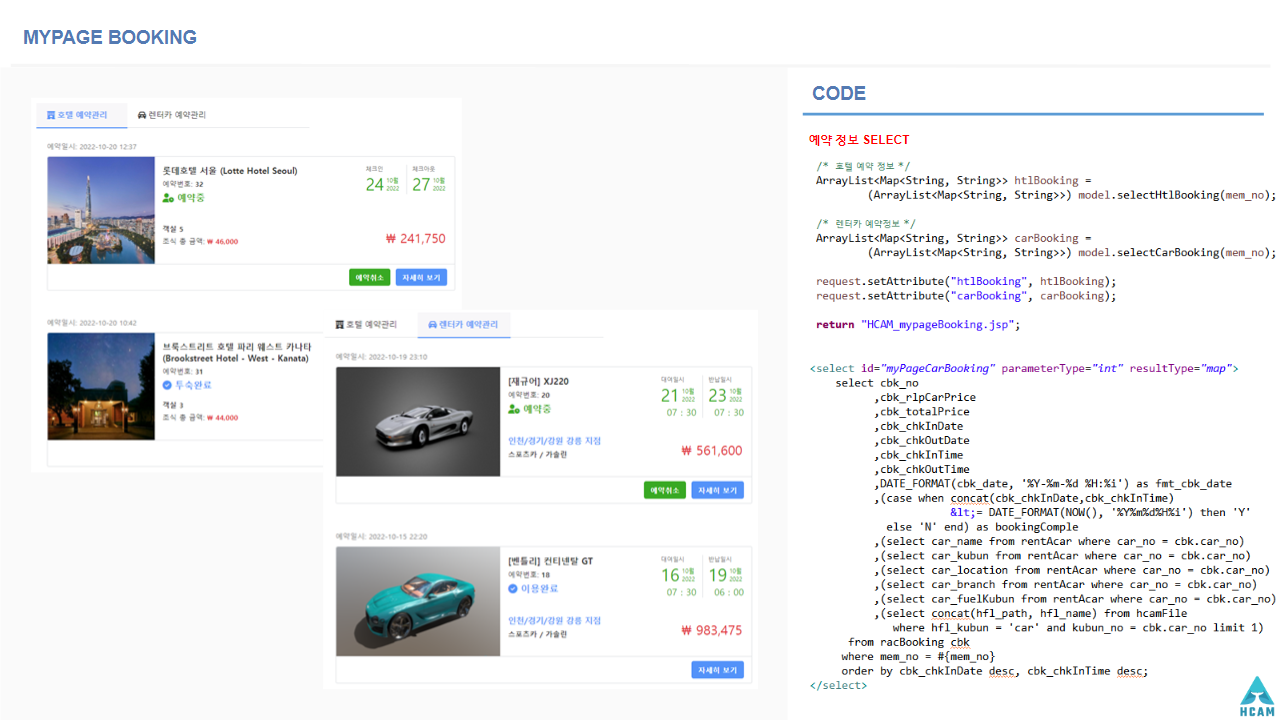 MYPAGE BOOKING
호텔 예약관리
렌터카 예약관리
예약일시: 2022-10-20 12:37
롯데호텔 서울 (Lotte Hotel Seoul)
예약번호: 32
예약중
객실 5
조식 총 금액: ₩ 46,000
체크인
24 10월 2022
체크아웃
27 10월 2022
₩ 241,750
예약취소
자세히 보기
예약일시: 2022-10-20 10:42
브룩스트리트 호텔 파리 웨스트 카나타
(Brookstreet Hotel - West - Kanata)
예약번호: 31
투숙완료
객실 3
조식 총 금액: ₩ 44,000
호텔 예약관리
렌터카 예약관리
예약일시: 2022-10-19 23:10
[재규어] XJ220
예약번호: 20
예약중
인천/경기/강원 강릉 지점
스포츠카 / 가솔린
대여일시
21 10월 2022
07 : 30
반납일시
23 10월 2022
07 : 30
₩ 561,600
예약취소
자세히 보기
예약일시: 2022-10-15 22:20
[벤틀리] 컨티넨탈 GT
예약번호: 18
이용완료
인천/경기/강원 강릉 지점
스포츠카 / 가솔린
대여일시
16 10월 2022
07 : 30
반납일시
19 10월 2022
06 : 00
₩ 983,475
자세히 보기
CODE
예약 정보 SELECT
/* 호텔 예약 정보 */
ArrayList<Map<String, String>> htlBooking =
(ArrayList<Map<String, String>>) model.selectHtlBooking(mem_no);
/* 렌터카 예약정보 */
ArrayList<Map<String, String>> carBooking =
(ArrayList<Map<String, String>>) model.selectCarBooking(mem_no);
request.setAttribute("htlBooking", htlBooking);
request.setAttribute("carBooking", carBooking);
return "HCAM_mypageBooking.jsp";
<select id="myPageCarBooking" parameterType="int" resultType="map">
select cbk_no
,cbk_rlpCarPrice
,cbk_totalPrice
,cbk_chkInDate
,cbk_chkOutDate
,cbk_chkInTime
,cbk_chkOutTime
,DATE_FORMAT(cbk_date, '%Y-%m-%d %H:%i') as fmt_cbk_date
,(case when concat(cbk_chkInDate,cbk_chkInTime)
&lt;= DATE_FORMAT(NOW(), '%Y%m%d%H%i') then 'Y'
else 'N' end) as bookingComple
,(select car_name from rentAcar where car_no = cbk.car_no)
,(select car_kubun from rentAcar where car_no = cbk.car_no)
,(select car_location from rentAcar where car_no = cbk.car_no)
,(select car_branch from rentAcar where car_no = cbk.car_no)
,(select car_fuelKubun from rentAcar where car_no = cbk.car_no)
,(select concat(hfl_path, hfl_name) from hcamFile
where hfl_kubun = 'car' and kubun_no = cbk.car_no limit 1)
from racBooking cbk
where mem_no = #{mem_no}
order by cbk_chkInDate desc, cbk_chkInTime desc;
</select>
HCAM